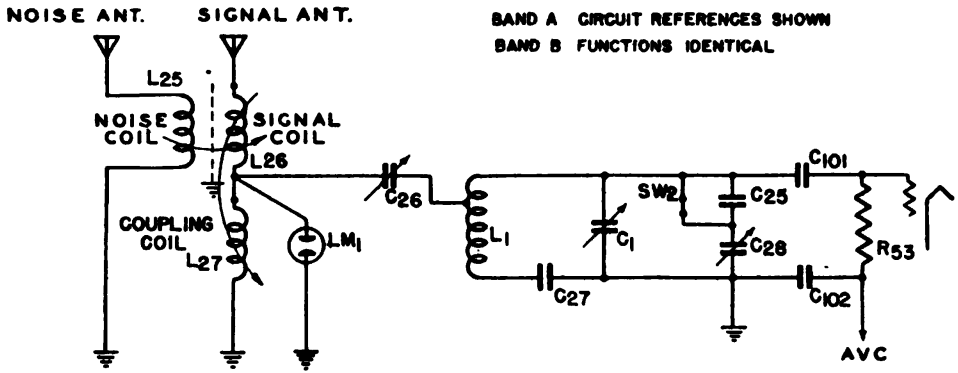 NOISE ANT.
SIGNAL ANT.
BAND A CIRCUIT REFERENCES SHOWN
BAND B FUNCTIONS IDENTICAL
L25
NOISE
COIL
SIGNAL
COIL
L26
COUPLING
COIL
L27
LM1
C26
L1
C27
C1
SW2
C25
C28
C101
C102
R53
AVC